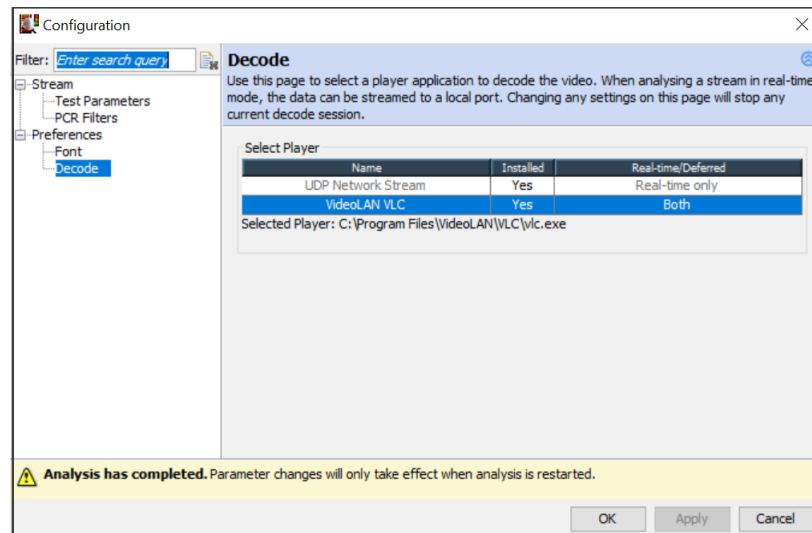 Configuration
Filter: Enter search query
Stream
Test Parameters
PCR Filters
Preferences
Font
Decode
Decode
Use this page to select a player application to decode the video. When analysing a stream in real-time
mode, the data can be streamed to a local port. Changing any settings on this page will stop any
current decode session.
Select Player
Name Installed Real-time/Deferred
UDP Network Stream Yes Real-time only
VideoLAN VLC Yes Both
Selected Player: C:\Program Files\VideoLAN\VLC\vlc.exe
Analysis has completed. Parameter changes will only take effect when analysis is restarted.
OK Apply Cancel